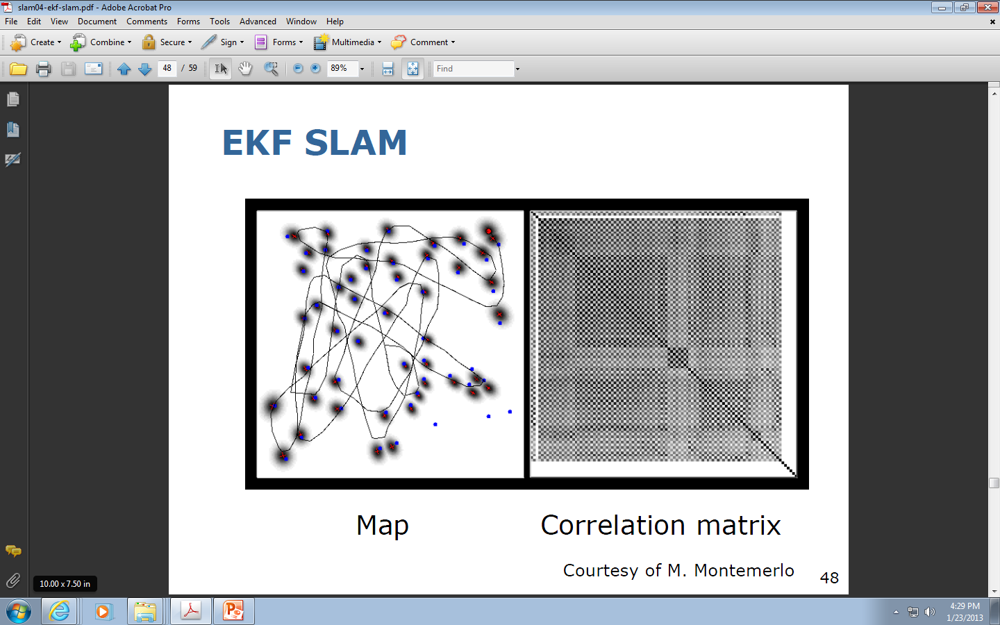 slam04-ekf-slam.pdf - Adobe Acrobat Pro
File Edit View Document Comments Forms Tools Advanced Window Help
Create Combine Secure Sign Forms Multimedia Comment
48 / 59 89% Find
EKF SLAM
Map Correlation matrix
Courtesy of M. Montemerlo
48
10.00 x 7.50 in
4:29 PM
1/23/2013